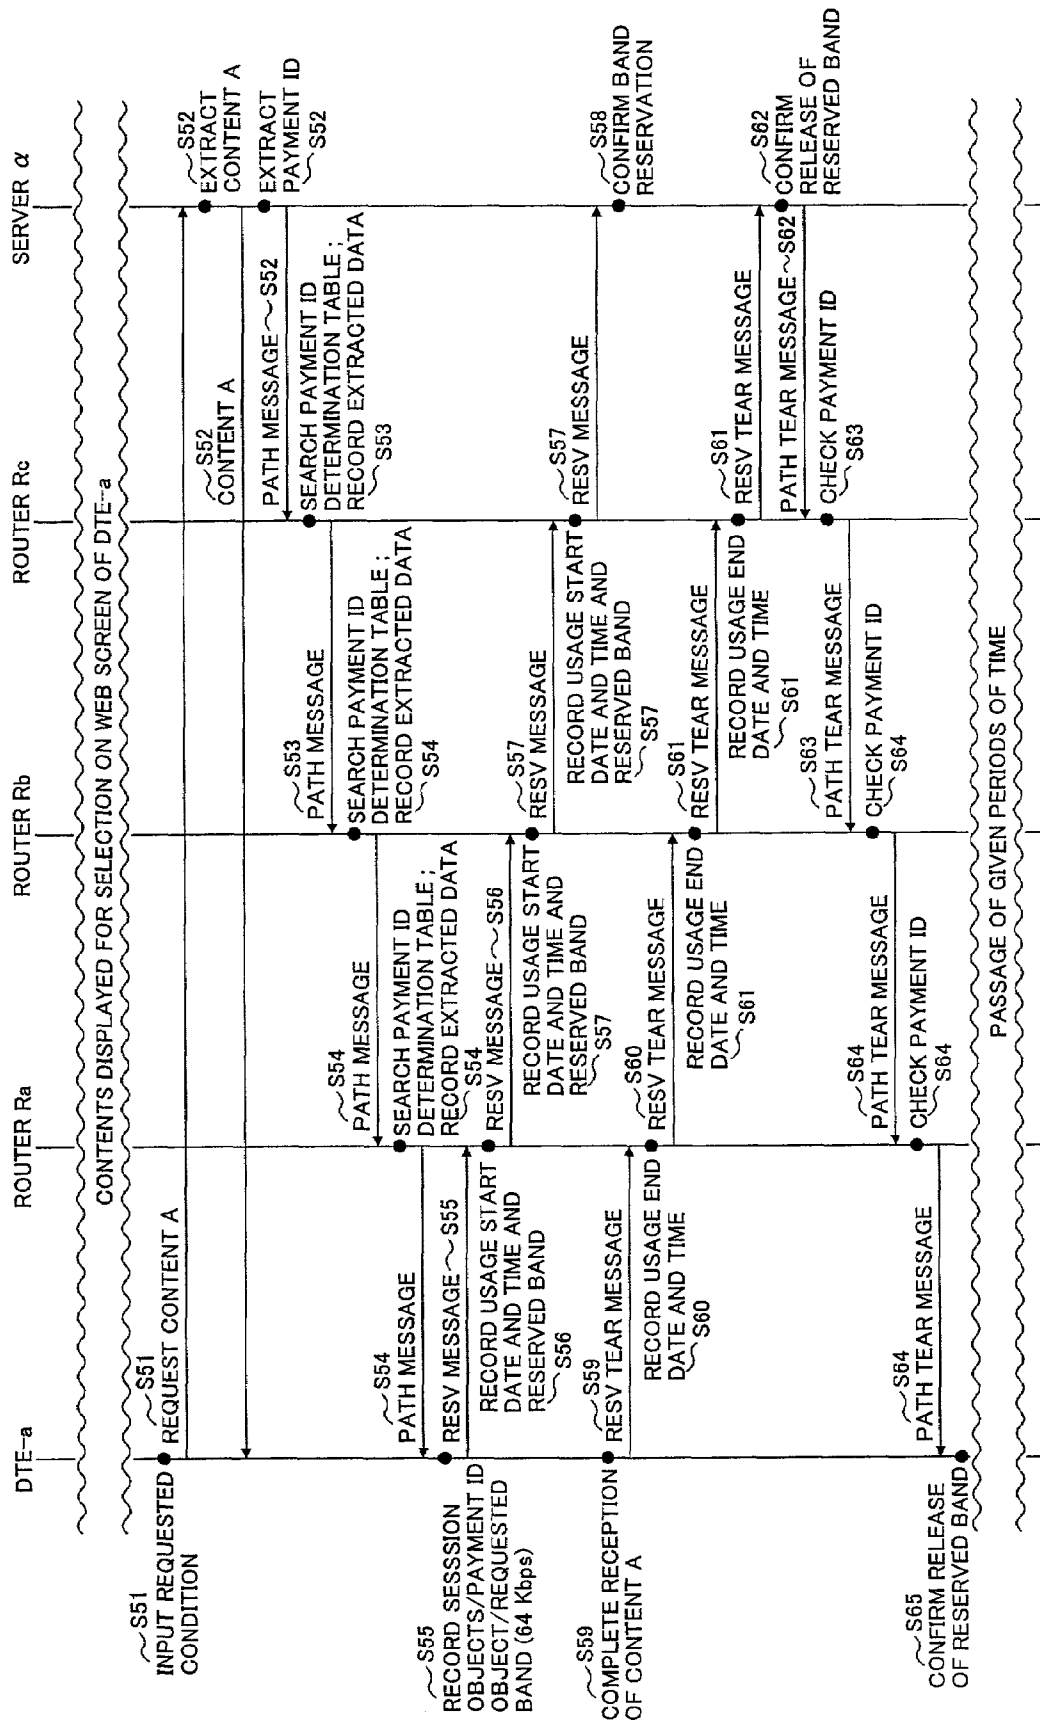 DTE-a
ROUTER Ra
ROUTER Rb
ROUTER Rc
SERVER α
CONTENTS DISPLAYED FOR SELECTION ON WEB SCREEN OF DTE-a
S51
INPUT REQUESTED
CONDITION
S51
REQUEST CONTENT A
S52
EXTRACT
CONTENT A
S52
CONTENT A
EXTRACT
PAYMENT ID
S52
PATH MESSAGE S52
SEARCH PAYMENT ID
DETERMINATION TABLE ;
RECORD EXTRACTED DATA
S53
S53
PATH MESSAGE
SEARCH PAYMENT ID
DETERMINATION TABLE ;
RECORD EXTRACTED DATA
S54
S54
PATH MESSAGE
SEARCH PAYMENT ID
DETERMINATION TABLE ;
RECORD EXTRACTED DATA
S54
S54
PATH MESSAGE
S55
RECORD SESSSION
OBJECTS/PAYMENT ID
OBJECT/REQUESTED
BAND (64 Kbps)
RESV MESSAGE S55
RECORD USAGE START
DATE AND TIME AND
RESERVED BAND
S56
RESV MESSAGE S56
RECORD USAGE START
DATE AND TIME AND
RESERVED BAND
S57
S57
RESV MESSAGE
RECORD USAGE START
DATE AND TIME AND
RESERVED BAND
S57
S57
RESV MESSAGE
S58
CONFIRM BAND
RESERVATION
S59
COMPLETE RECEPTION
OF CONTENT A
S59
RESV TEAR MESSAGE
RECORD USAGE END
DATE AND TIME
S60
S60
RESV TEAR MESSAGE
RECORD USAGE END
DATE AND TIME
S61
S61
RESV TEAR MESSAGE
RECORD USAGE END
DATE AND TIME
S61
S61
RESV TEAR MESSAGE
S62
CONFIRM
RELEASE OF
RESERVED BAND
PATH TEAR MESSAGE S62
CHECK PAYMENT ID
S63
S63
PATH TEAR MESSAGE
CHECK PAYMENT ID
S64
S64
PATH TEAR MESSAGE
CHECK PAYMENT ID
S64
S64
PATH TEAR MESSAGE
S65
CONFIRM RELEASE
OF RESERVED BAND
PASSAGE OF GIVEN PERIODS OF TIME